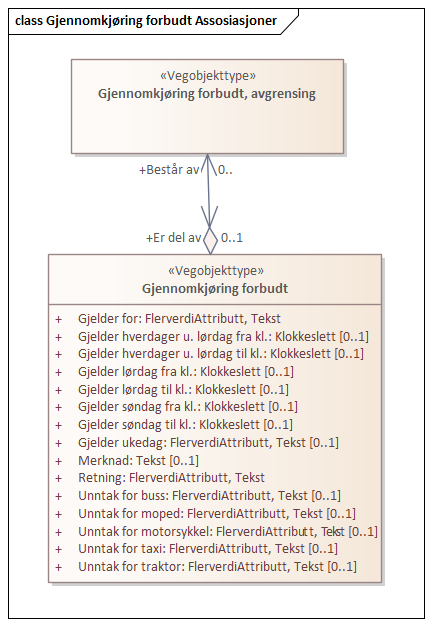 class Gjennomkjøring forbudt Assosiasjoner
«Vegobjekttype»
Gjennomkjøring forbudt, avgrensing
+Består av 0..
+Er del av 0..1
«Vegobjekttype»
Gjennomkjøring forbudt
+ Gjelder for: FlerverdiAttributt, Tekst
+ Gjelder hverdager u. lørdag fra kl.: Klokkeslett [0..1]
+ Gjelder hverdager u. lørdag til kl.: Klokkeslett [0..1]
+ Gjelder lørdag fra kl.: Klokkeslett [0..1]
+ Gjelder lørdag til kl.: Klokkeslett [0..1]
+ Gjelder søndag fra kl.: Klokkeslett [0..1]
+ Gjelder søndag til kl.: Klokkeslett [0..1]
+ Gjelder ukedag: FlerverdiAttributt, Tekst [0..1]
+ Merknad: Tekst [0..1]
+ Retning: FlerverdiAttributt, Tekst
+ Unntak for buss: FlerverdiAttributt, Tekst [0..1]
+ Unntak for moped: FlerverdiAttributt, Tekst [0..1]
+ Unntak for motorsykkel: FlerverdiAttributt, Tekst [0..1]
+ Unntak for taxi: FlerverdiAttributt, Tekst [0..1]
+ Unntak for traktor: FlerverdiAttributt, Tekst [0..1]